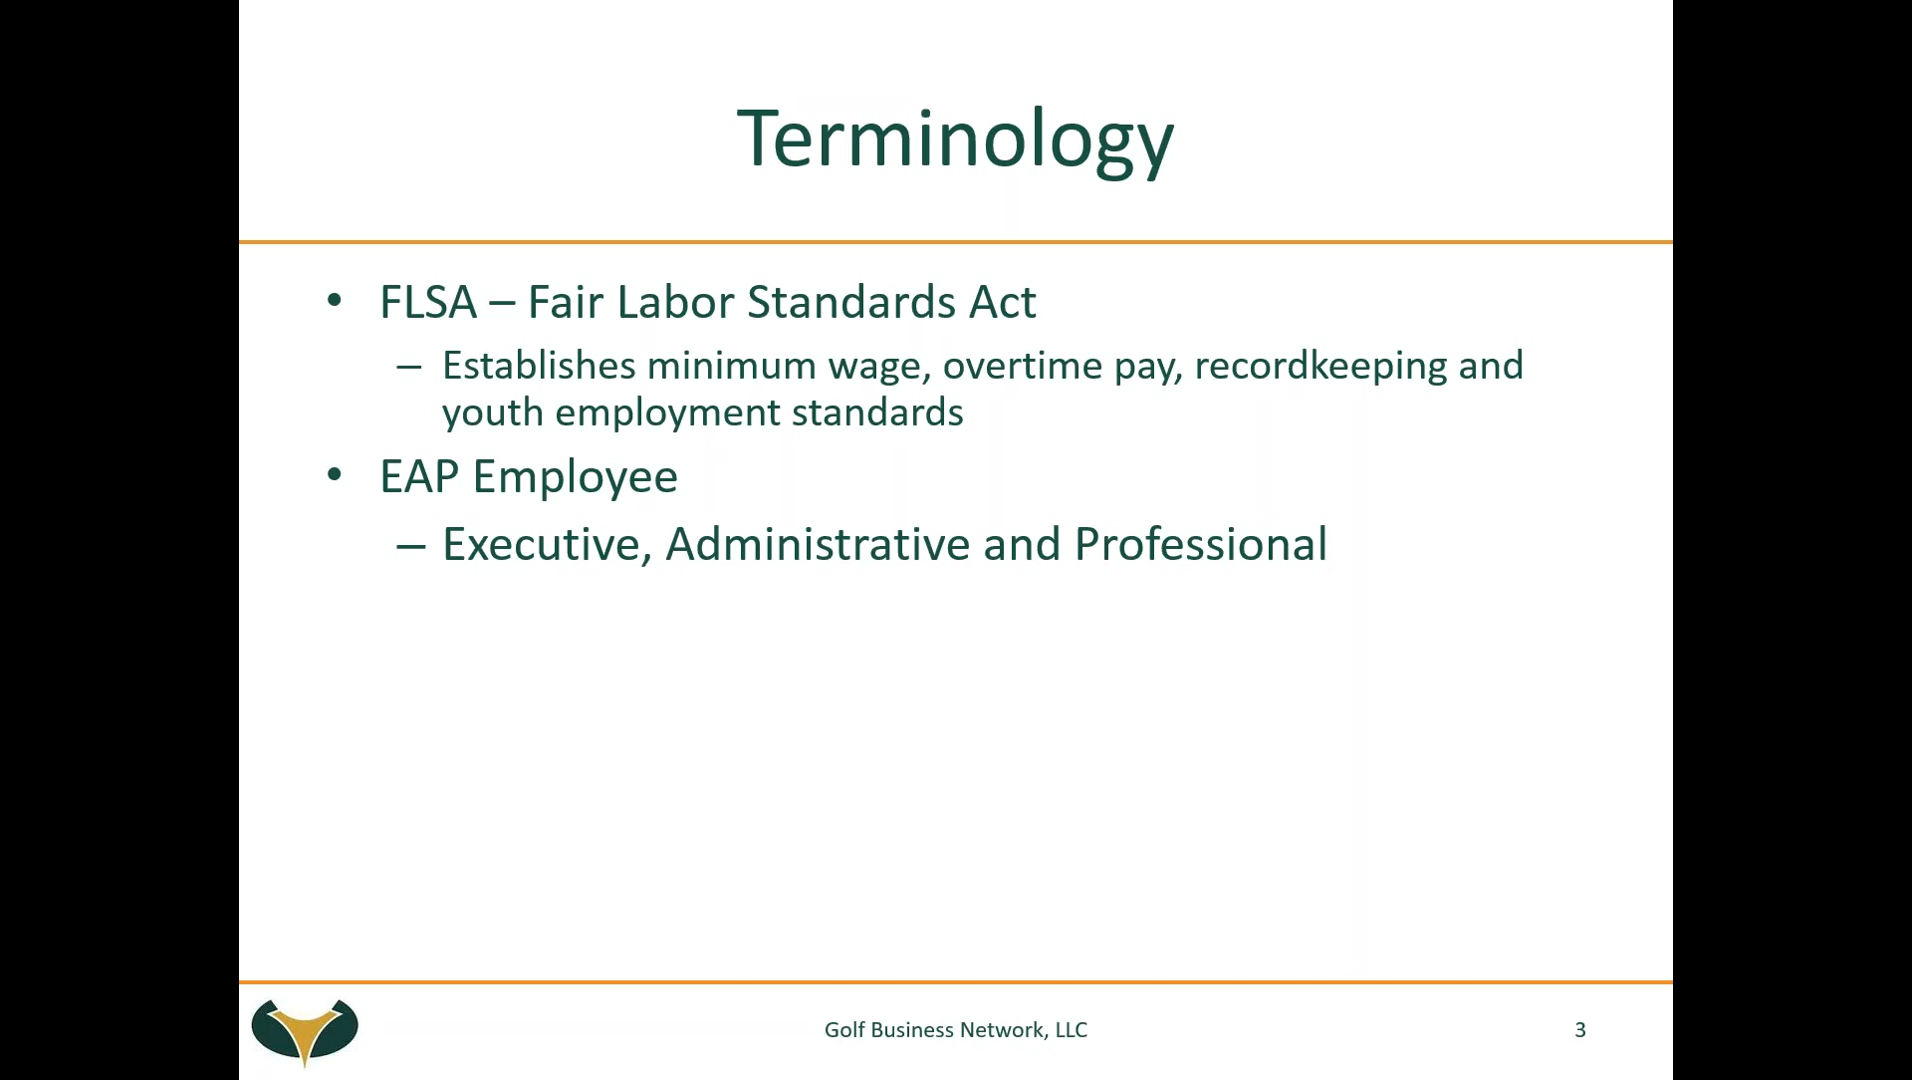 Terminology
• FLSA – Fair Labor Standards Act
– Establishes minimum wage, overtime pay, recordkeeping and
youth employment standards
• EAP Employee
– Executive, Administrative and Professional
Golf Business Network, LLC
3